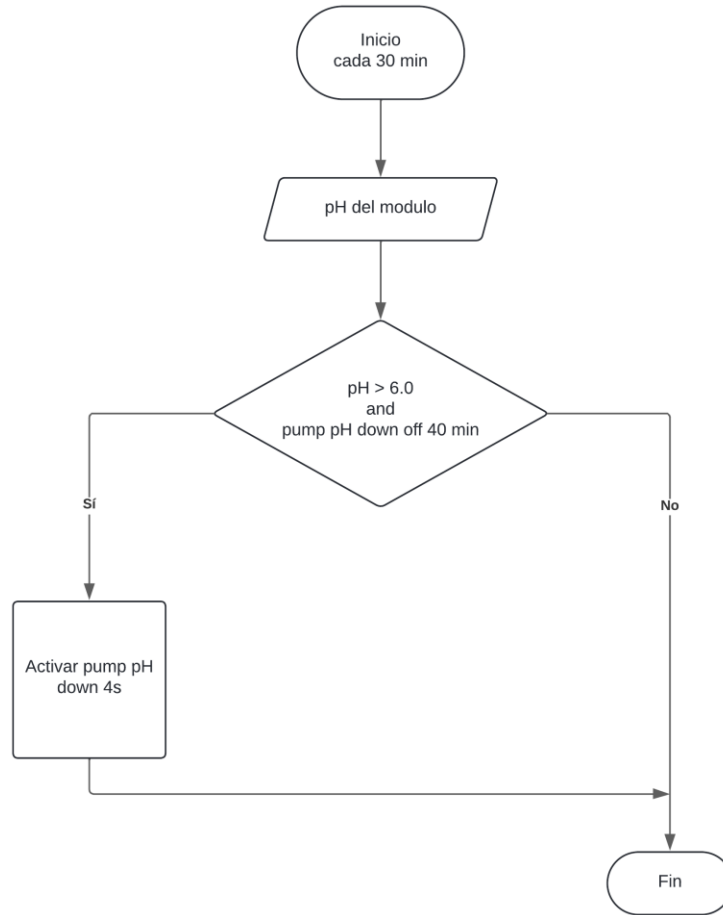 Inicio
cada 30 min
pH del modulo
pH > 6.0
and
pump pH down off 40 min
Sí
No
Activar pump pH
down 4s
Fin